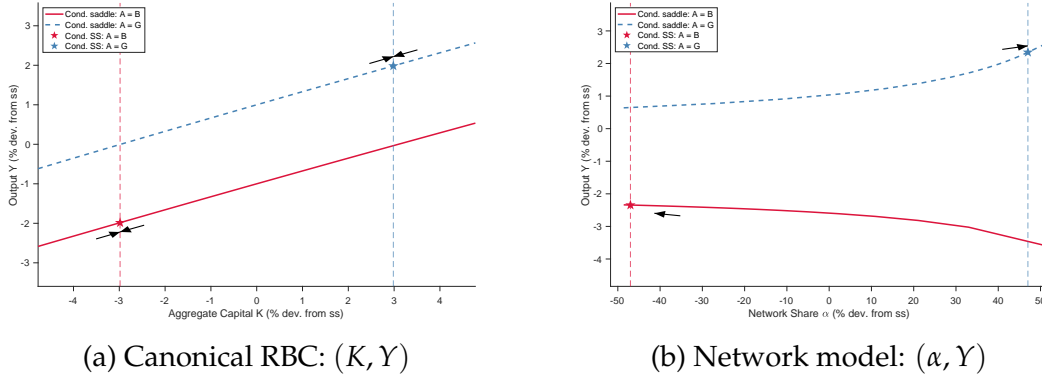 Cond. saddle: A = B
Cond. saddle: A = G
Cond. SS: A = B
Cond. SS: A = G
Output Y (% dev. from ss)
3
2
1
0
-1
-2
-3
-4 -3 -2 -1 0 1 2 3 4
Aggregate Capital K (% dev. from ss)
(a) Canonical RBC: (K, Y)
Cond. saddle: A = B
Cond. saddle: A = G
Cond. SS: A = B
Cond. SS: A = G
Output Y (% dev. from ss)
3
2
1
0
-1
-2
-3
-4
-50 -40 -30 -20 -10 0 10 20 30 40 50
Network Share α (% dev. from ss)
(b) Network model: (α, Y)